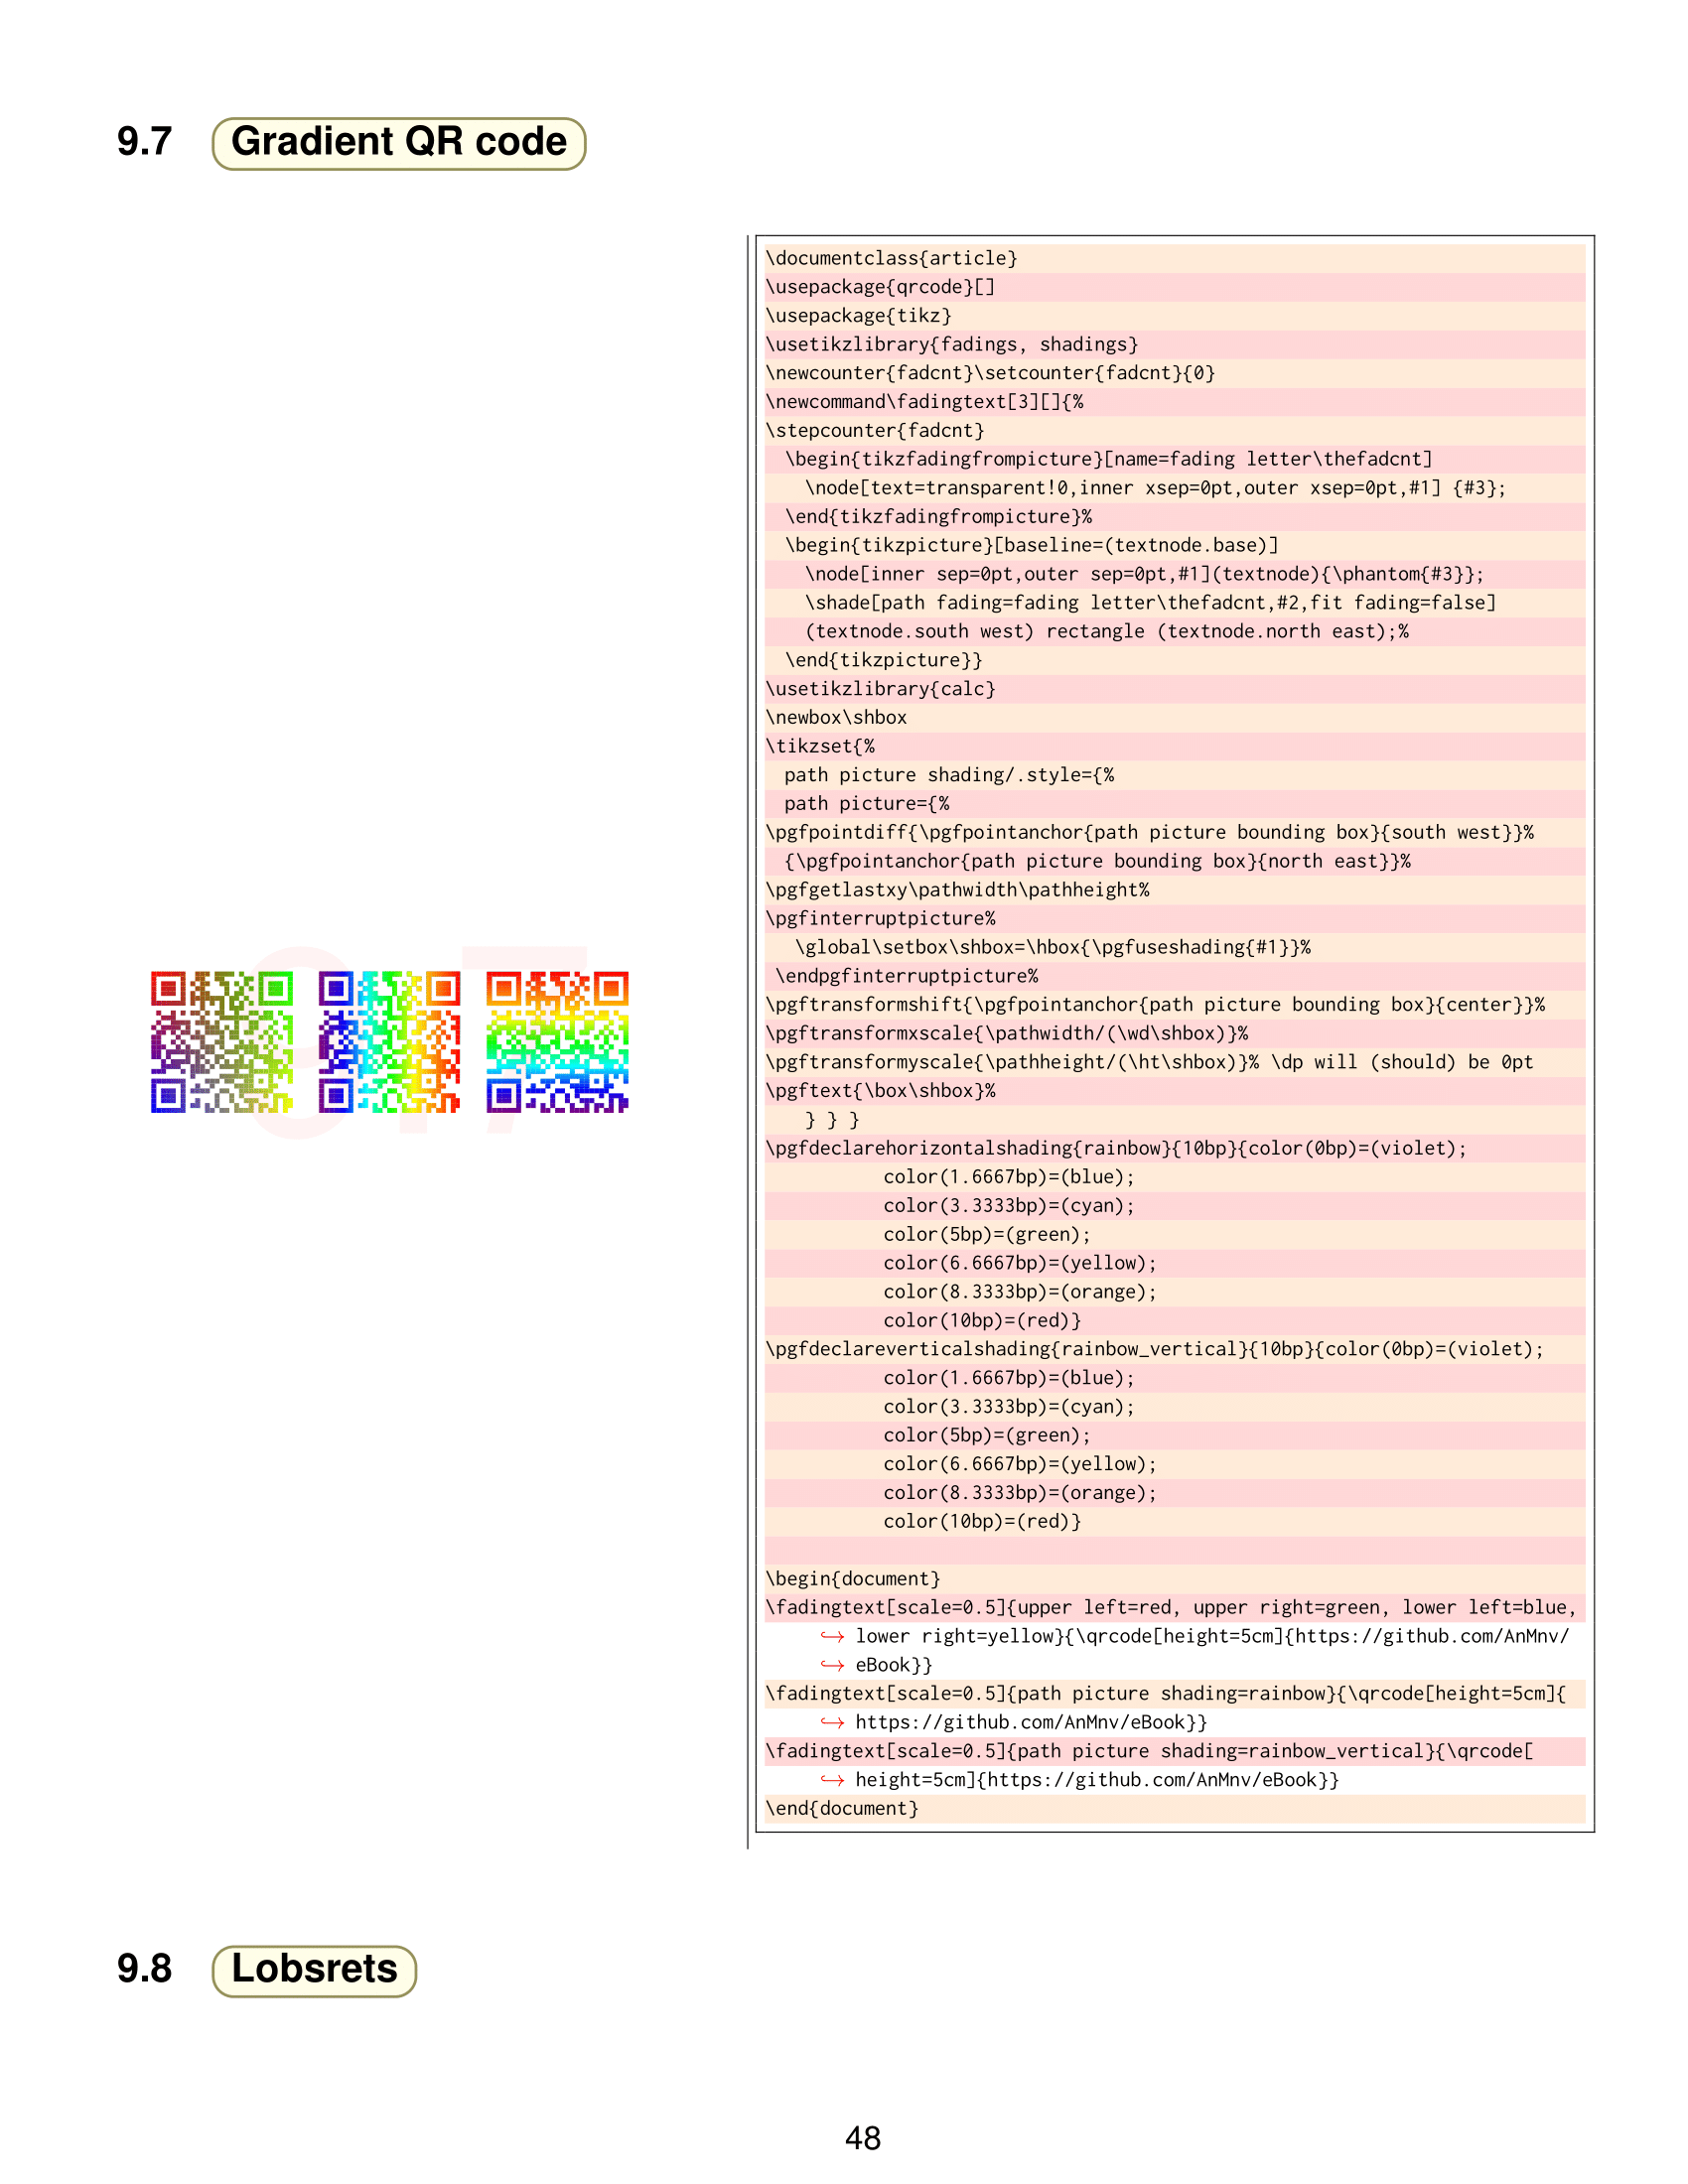 9.7 Gradient QR code
\documentclass{article}
\usepackage{qrcode}[]
\usepackage{tikz}
\usetikzlibrary{fadings, shadings}
\newcounter{fadcnt}\setcounter{fadcnt}{0}
\newcommand\fadingtext[3][]{%
\stepcounter{fadcnt}
  \begin{tikzfadingfrompicture}[name=fading letter\thefadcnt]
    \node[text=transparent!0,inner xsep=0pt,outer xsep=0pt,#1] {#3};
  \end{tikzfadingfrompicture}%
  \begin{tikzpicture}[baseline=(textnode.base)]
    \node[inner sep=0pt,outer sep=0pt,#1](textnode){\phantom{#3}};
    \shade[path fading=fading letter\thefadcnt,#2,fit fading=false]
    (textnode.south west) rectangle (textnode.north east);%
  \end{tikzpicture}}
\usetikzlibrary{calc}
\newbox\shbox
\tikzset{%
  path picture shading/.style={%
  path picture={%
\pgfpointdiff{\pgfpointanchor{path picture bounding box}{south west}}%
  {\pgfpointanchor{path picture bounding box}{north east}}%
\pgfgetlastxy\pathwidth\pathheight%
\pgfinterruptpicture%
   \global\setbox\shbox=\hbox{\pgfuseshading{#1}}%
 \endpgfinterruptpicture%
\pgftransformshift{\pgfpointanchor{path picture bounding box}{center}}%
\pgftransformxscale{\pathwidth/(\wd\shbox)}%
\pgftransformyscale{\pathheight/(\ht\shbox)}% \dp will (should) be 0pt
\pgftext{\box\shbox}%
    } } }
\pgfdeclarehorizontalshading{rainbow}{10bp}{color(0bp)=(violet);
            color(1.6667bp)=(blue);
            color(3.3333bp)=(cyan);
            color(5bp)=(green);
            color(6.6667bp)=(yellow);
            color(8.3333bp)=(orange);
            color(10bp)=(red)}
\pgfdeclareverticalshading{rainbow_vertical}{10bp}{color(0bp)=(violet);
            color(1.6667bp)=(blue);
            color(3.3333bp)=(cyan);
            color(5bp)=(green);
            color(6.6667bp)=(yellow);
            color(8.3333bp)=(orange);
            color(10bp)=(red)}
\begin{document}
\fadingtext[scale=0.5]{upper left=red, upper right=green, lower left=blue,
↪ lower right=yellow}{\qrcode[height=5cm]{https://github.com/AnMnv/
↪ eBook}}
\fadingtext[scale=0.5]{path picture shading=rainbow}{\qrcode[height=5cm]{
↪ https://github.com/AnMnv/eBook}}
\fadingtext[scale=0.5]{path picture shading=rainbow_vertical}{\qrcode[
↪ height=5cm]{https://github.com/AnMnv/eBook}}
\end{document}
9.7
9.8 Lobsrets
48